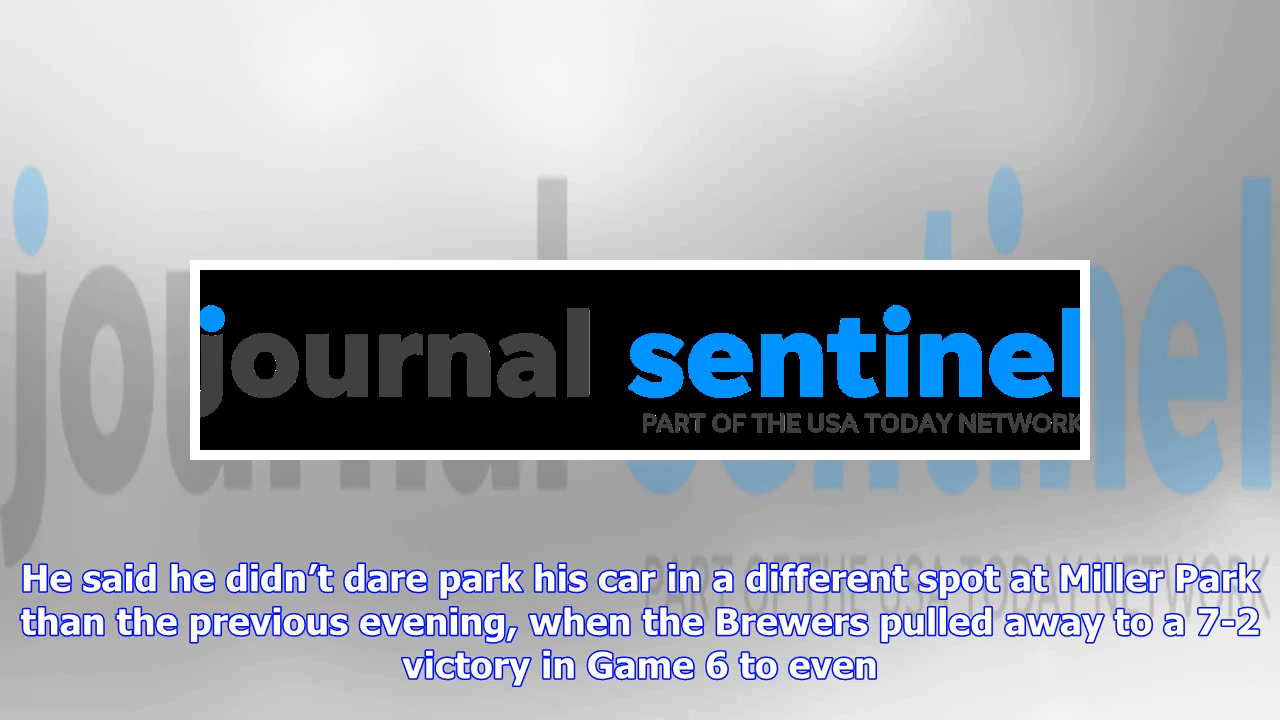 journal sentinel
PART OF THE USA TODAY NETWORK
He said he didn’t dare park his car in a different spot at Miller Park
than the previous evening, when the Brewers pulled away to a 7-2
victory in Game 6 to even